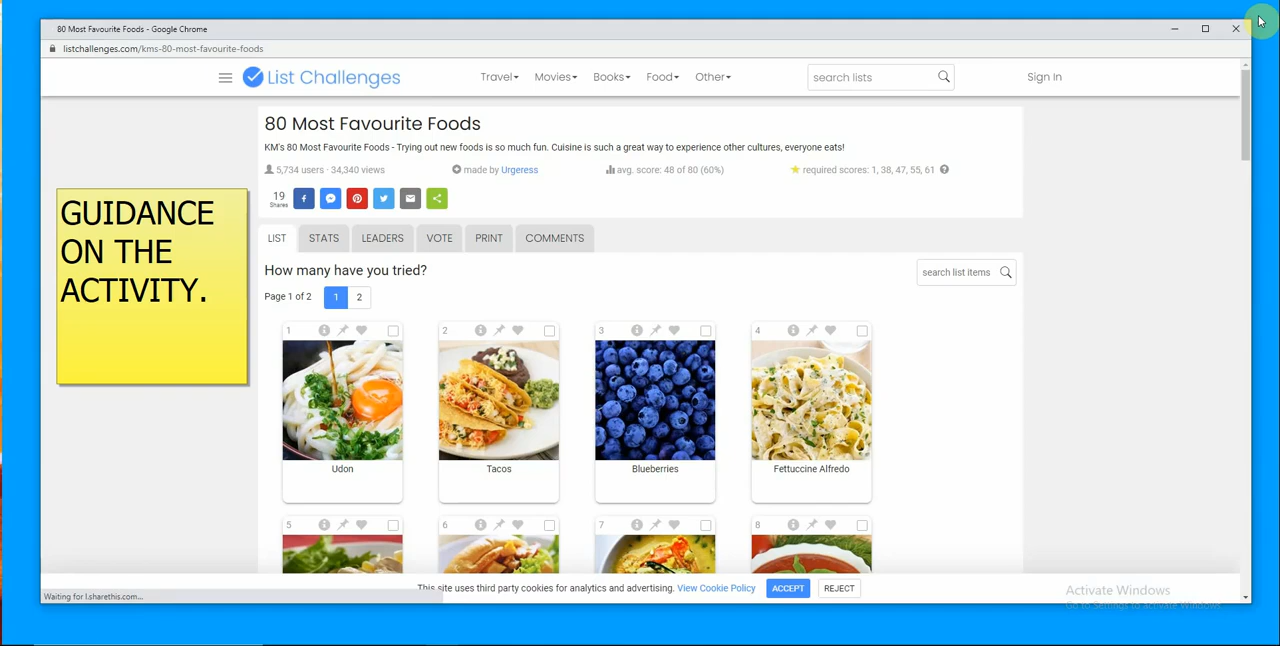 80 Most Favourite Foods - Google Chrome
listchallenges.com/kms-80-most-favourite-foods
List Challenges
Travel
Movies
Books
Food
Other
search lists
Sign In
80 Most Favourite Foods
KM's 80 Most Favourite Foods - Trying out new foods is so much fun. Cuisine is such a great way to experience other cultures, everyone eats!
5,734 users · 34,340 views
made by Urgeress
avg. score: 48 of 80 (60%)
required scores: 1, 38, 47, 55, 61
19
Shares
GUIDANCE
ON THE
ACTIVITY.
LIST
STATS
LEADERS
VOTE
PRINT
COMMENTS
How many have you tried?
search list items
Page 1 of 2
1
2
1
2
3
4
Udon
Tacos
Blueberries
Fettuccine Alfredo
5
6
7
8
This site uses third party cookies for analytics and advertising. View Cookie Policy
ACCEPT
REJECT
Waiting for l.sharethis.com...
Activate Windows
Go to Settings to activate Windows.